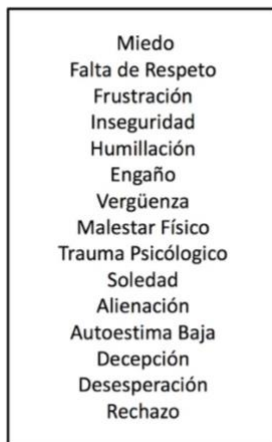 Miedo
Falta de Respeto
Frustración
Inseguridad
Humillación
Engaño
Vergüenza
Malestar Físico
Trauma Psicólogico
Soledad
Alienación
Autoestima Baja
Decepción
Desesperación
Rechazo